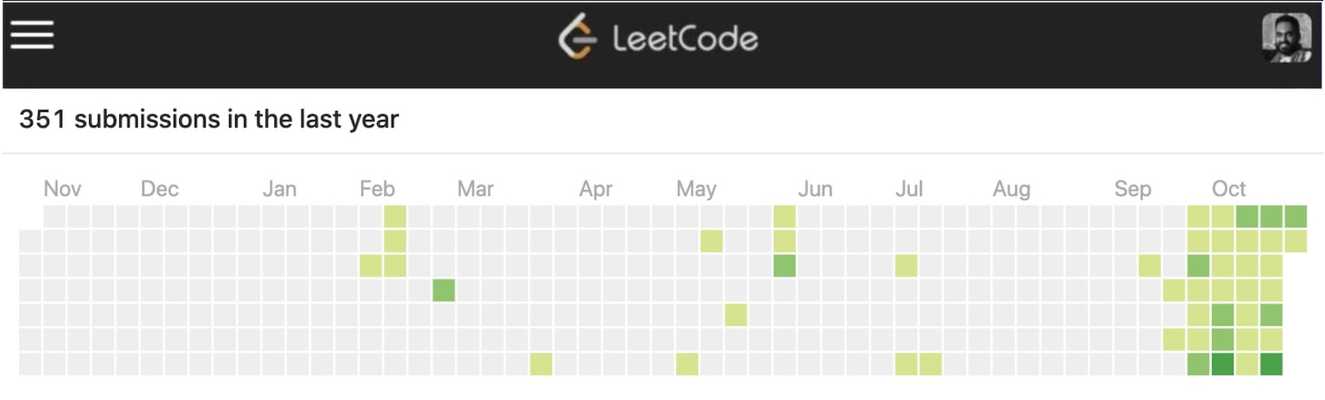 LeetCode
351 submissions in the last year
Nov Dec Jan Feb Mar Apr May Jun Jul Aug Sep Oct